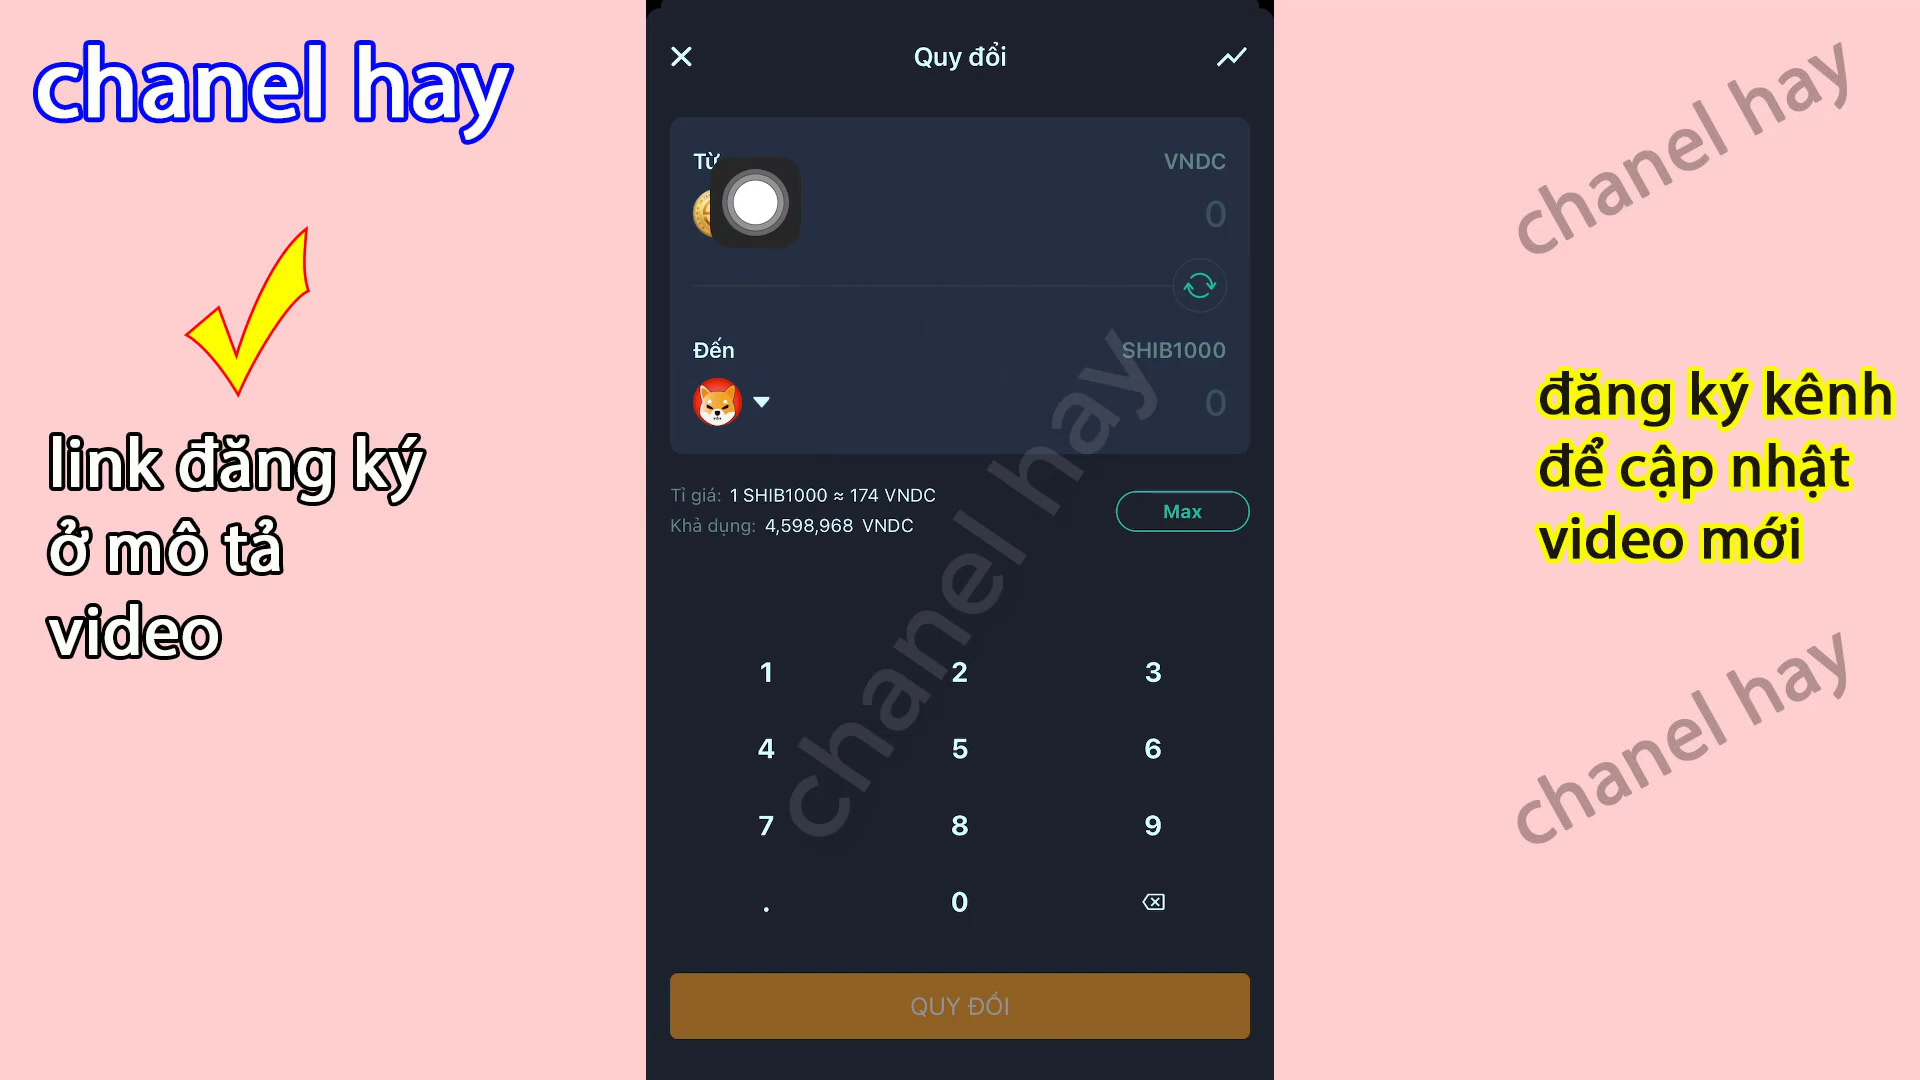 chanel hay
link đăng ký
ở mô tả
video
Quy đổi
Từ
VNDC
0
Đến
SHIB1000
0
Tỉ giá: 1 SHIB1000 ≈ 174 VNDC
Khả dụng: 4,598,968 VNDC
Max
1 2 3
4 5 6
7 8 9
. 0
QUY ĐỔI
chanel hay
chanel hay
đăng ký kênh
để cập nhật
video mới
chanel hay